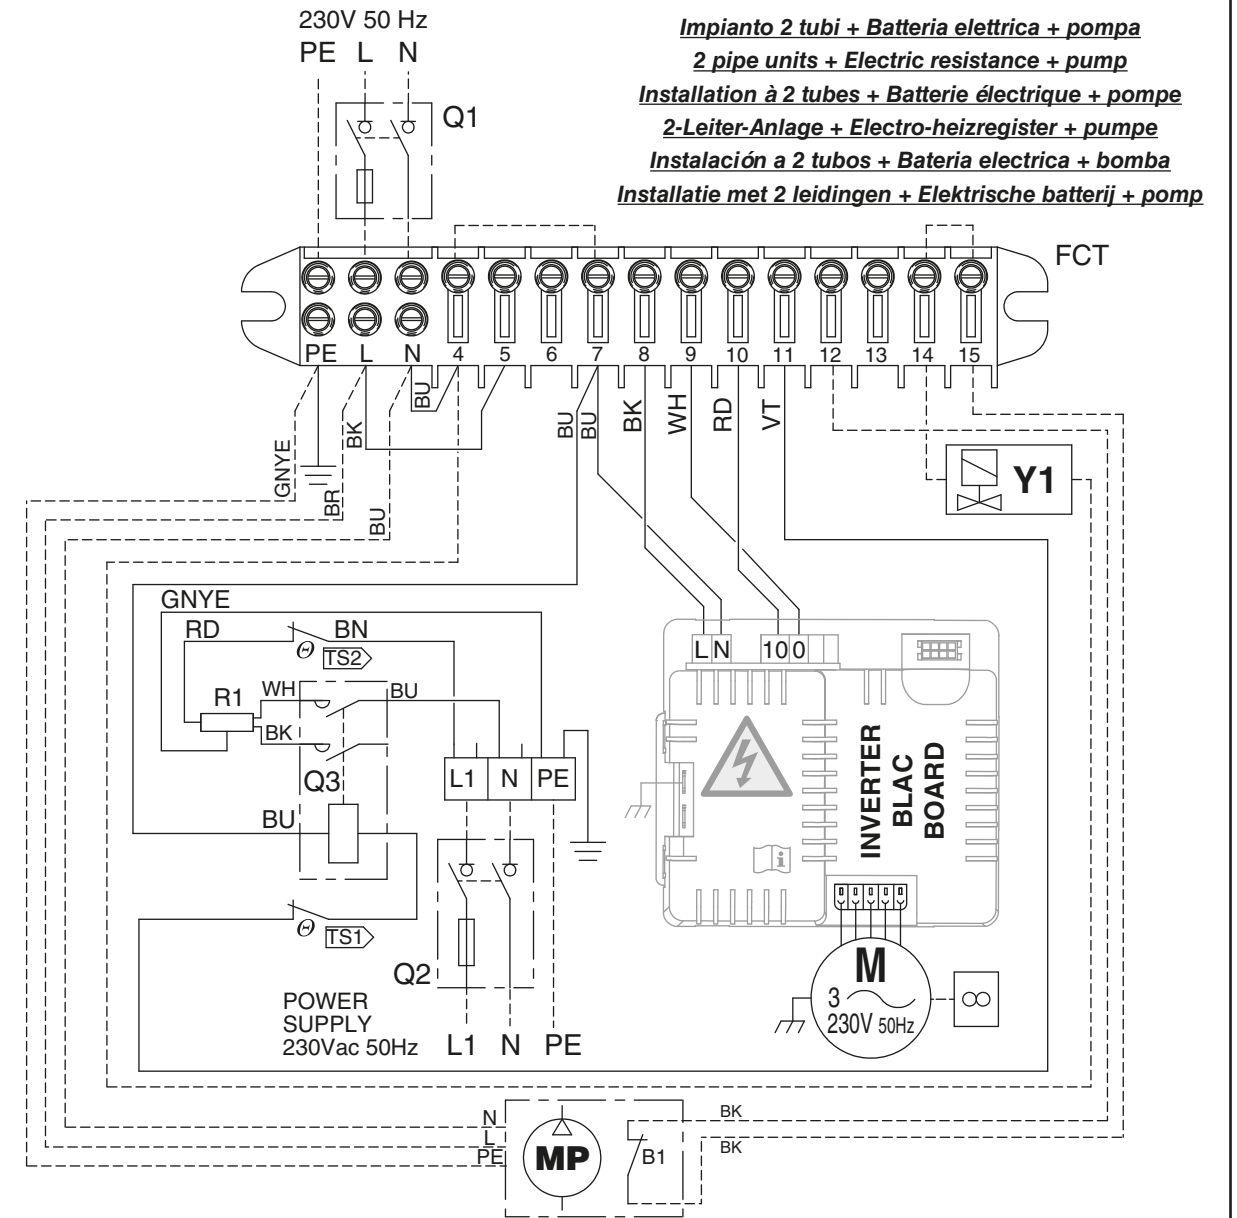 230V 50 Hz
PE L N
Q1
Impianto 2 tubi + Batteria elettrica + pompa
2 pipe units + Electric resistance + pump
Installation à 2 tubes + Batterie électrique + pompe
2-Leiter-Anlage + Electro-heizregister + pumpe
Instalación a 2 tubos + Bateria electrica + bomba
Installatie met 2 leidingen + Elektrische batterij + pomp
FCT
PE L N 4 5 6 7 8 9 10 11 12 13 14 15
GNYE
BR
BK
BU
BU
BU
BU
BK
WH
RD
VT
Y1
GNYE
RD
BN
TS2
R1
WH
BK
BU
Q3
BU
L1 N PE
TS1
Q2
POWER
SUPPLY
230Vac 50Hz
L1 N PE
L N
10 0
INVERTER
BLAC
BOARD
i
M
3
230V 50Hz
N
L
PE
MP
B1
BK
BK